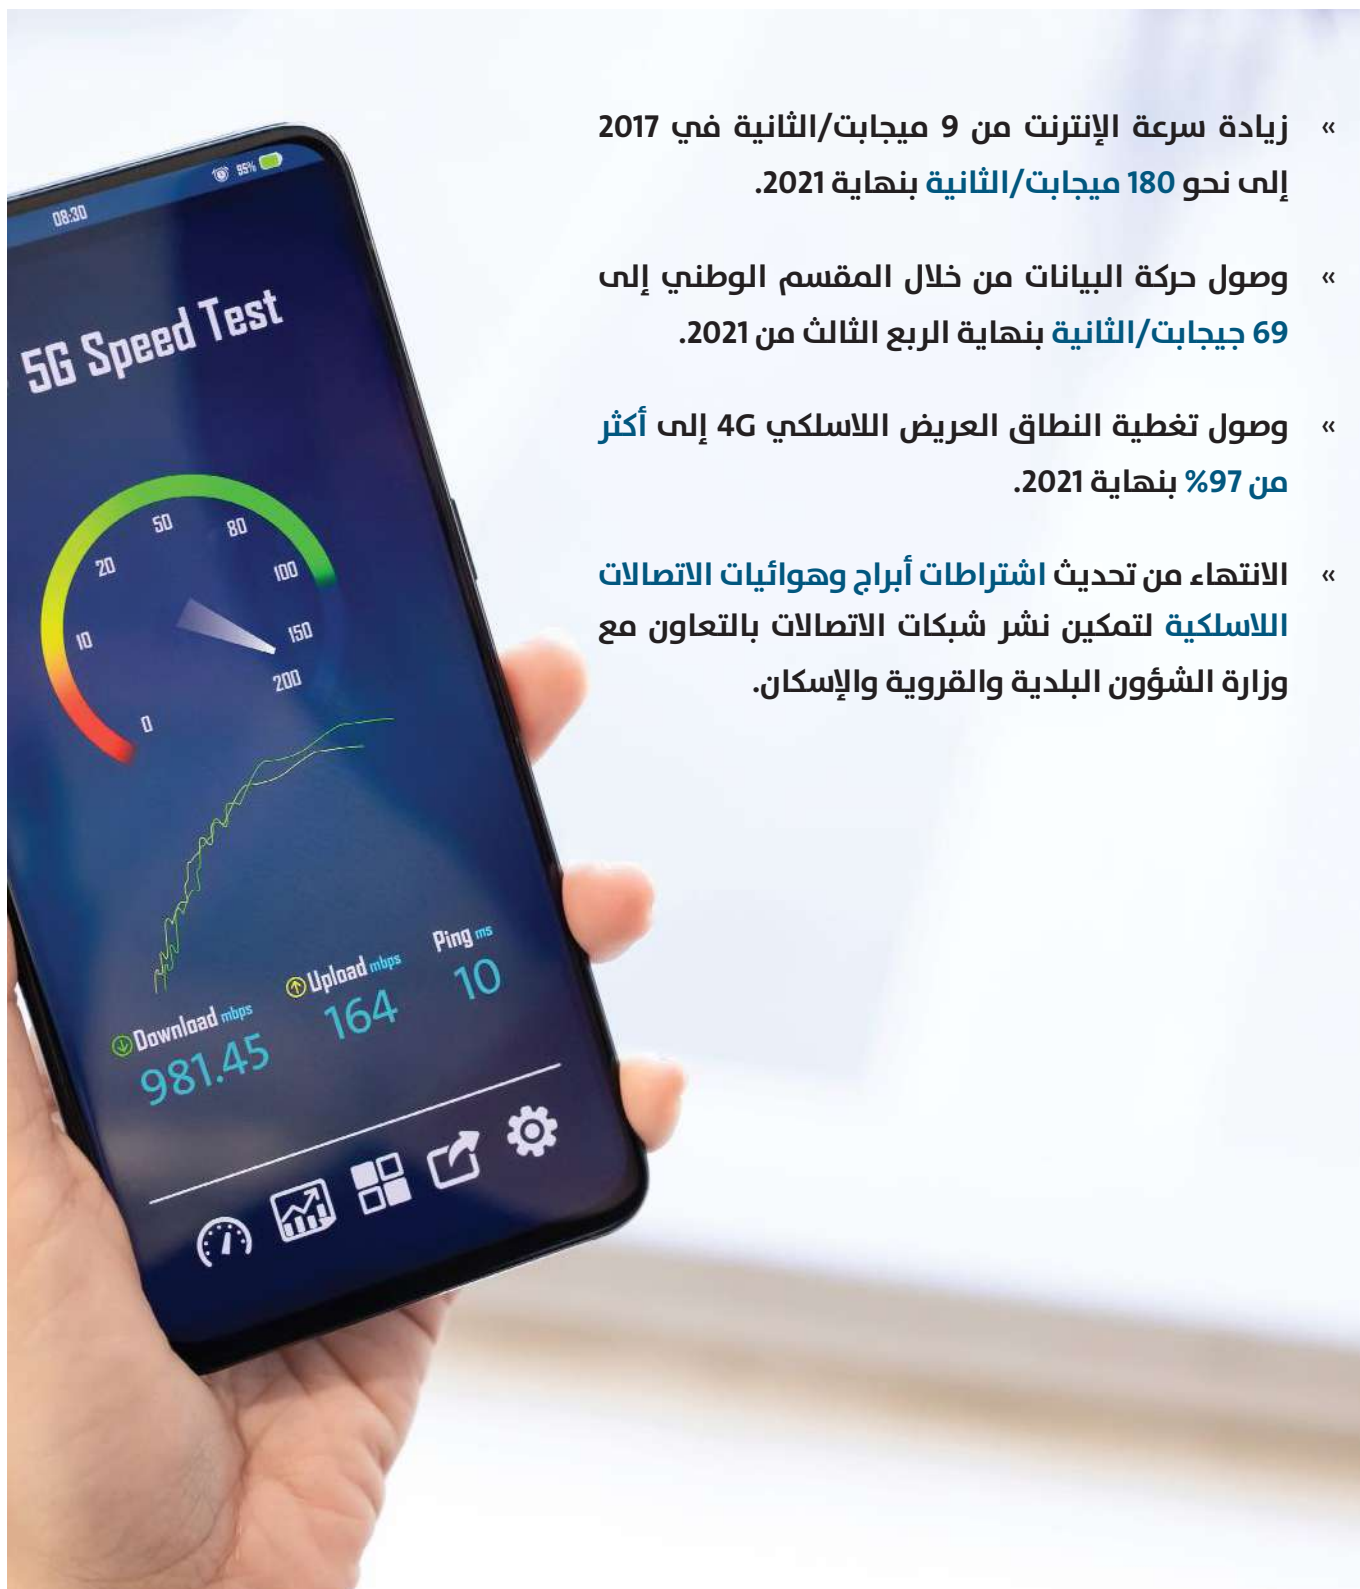 » زيادة سرعة الإنترنت من 9 ميجابت/الثانية في 2017
إلى نحو 180 ميجابت/الثانية بنهاية 2021.
» وصول حركة البيانات من خلال المقسم الوطني إلى
69 جيجابت/الثانية بنهاية الربع الثالث من 2021.
» وصول تغطية النطاق العريض اللاسلكي 4G إلى أكثر
من 97% بنهاية 2021.
» الانتهاء من تحديث اشتراطات أبراج وهوائيات الاتصالات
اللاسلكية لتمكين نشر شبكات الاتصالات بالتعاون مع
وزارة الشؤون البلدية والقروية والإسكان.
08:30
95%
5G Speed Test
0
10
20
50
80
100
150
200
Download mbps
981.45
Upload mbps
164
Ping ms
10